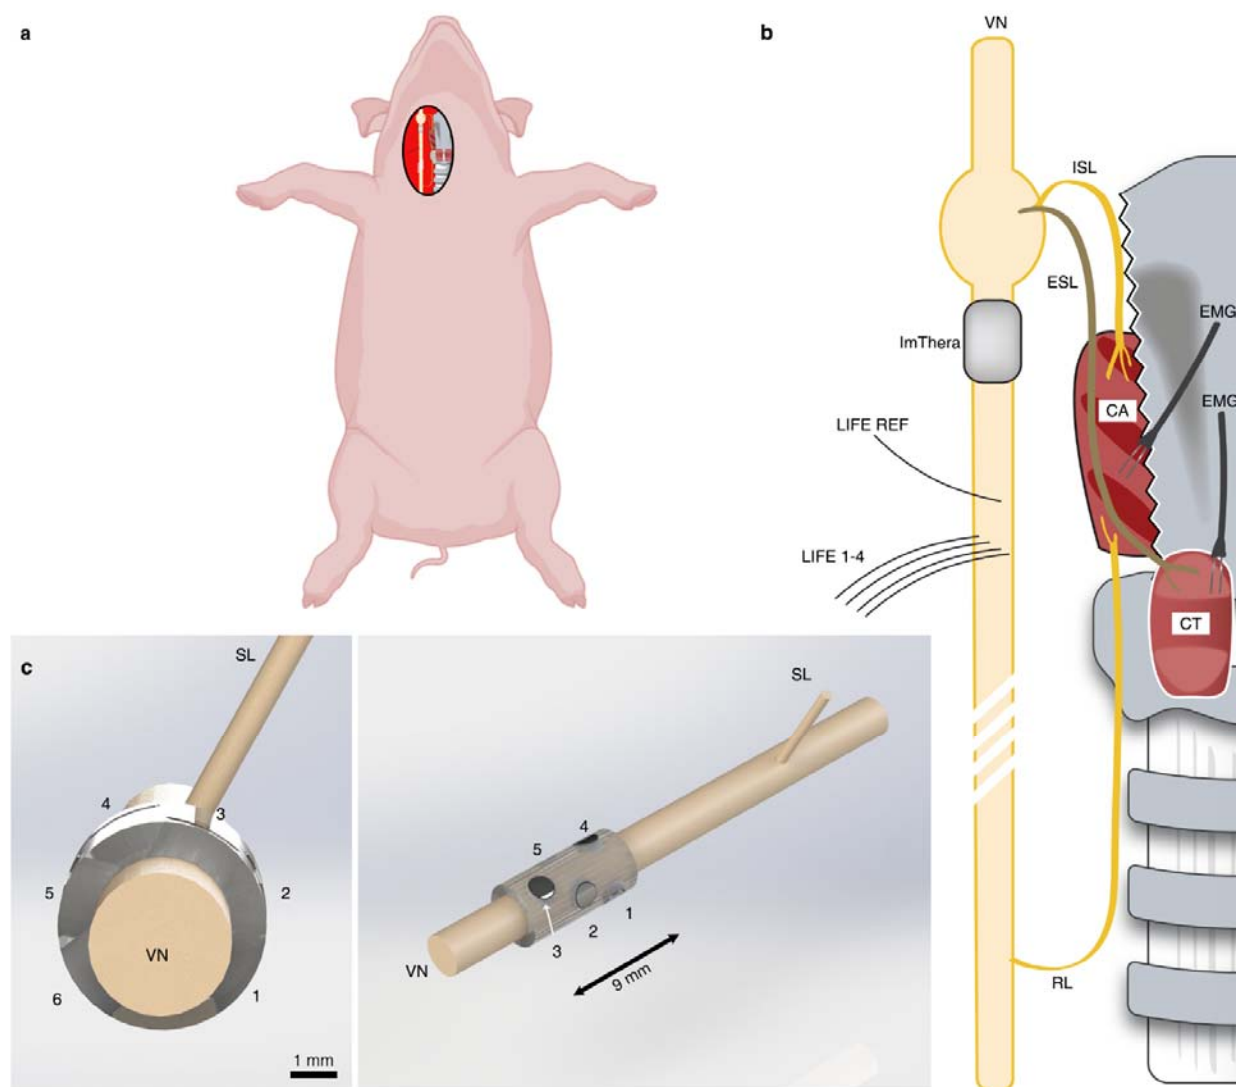 a
b
VN
ISL
ESL
EMG
ImThera
EMG
CA
LIFE REF
LIFE 1-4
CT
RL
c
SL
4
3
5
2
VN
6
1
1 mm
SL
4
5
1
2
3
VN
9 mm